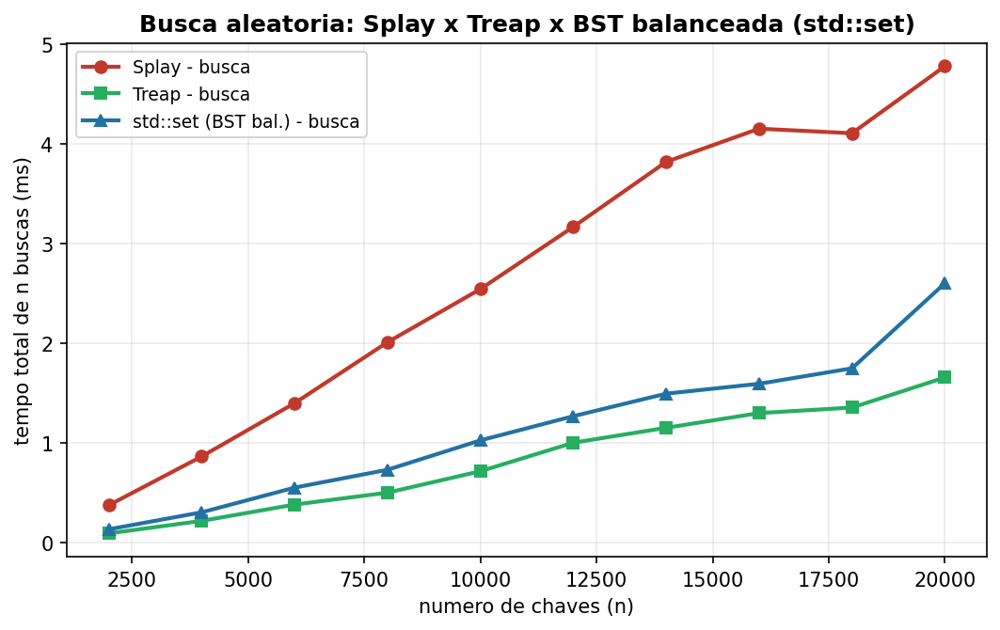 Busca aleatoria: Splay x Treap x BST balanceada (std::set)
Splay - busca
Treap - busca
std::set (BST bal.) - busca
tempo total de n buscas (ms)
5
4
3
2
1
0
2500 5000 7500 10000 12500 15000 17500 20000
numero de chaves (n)